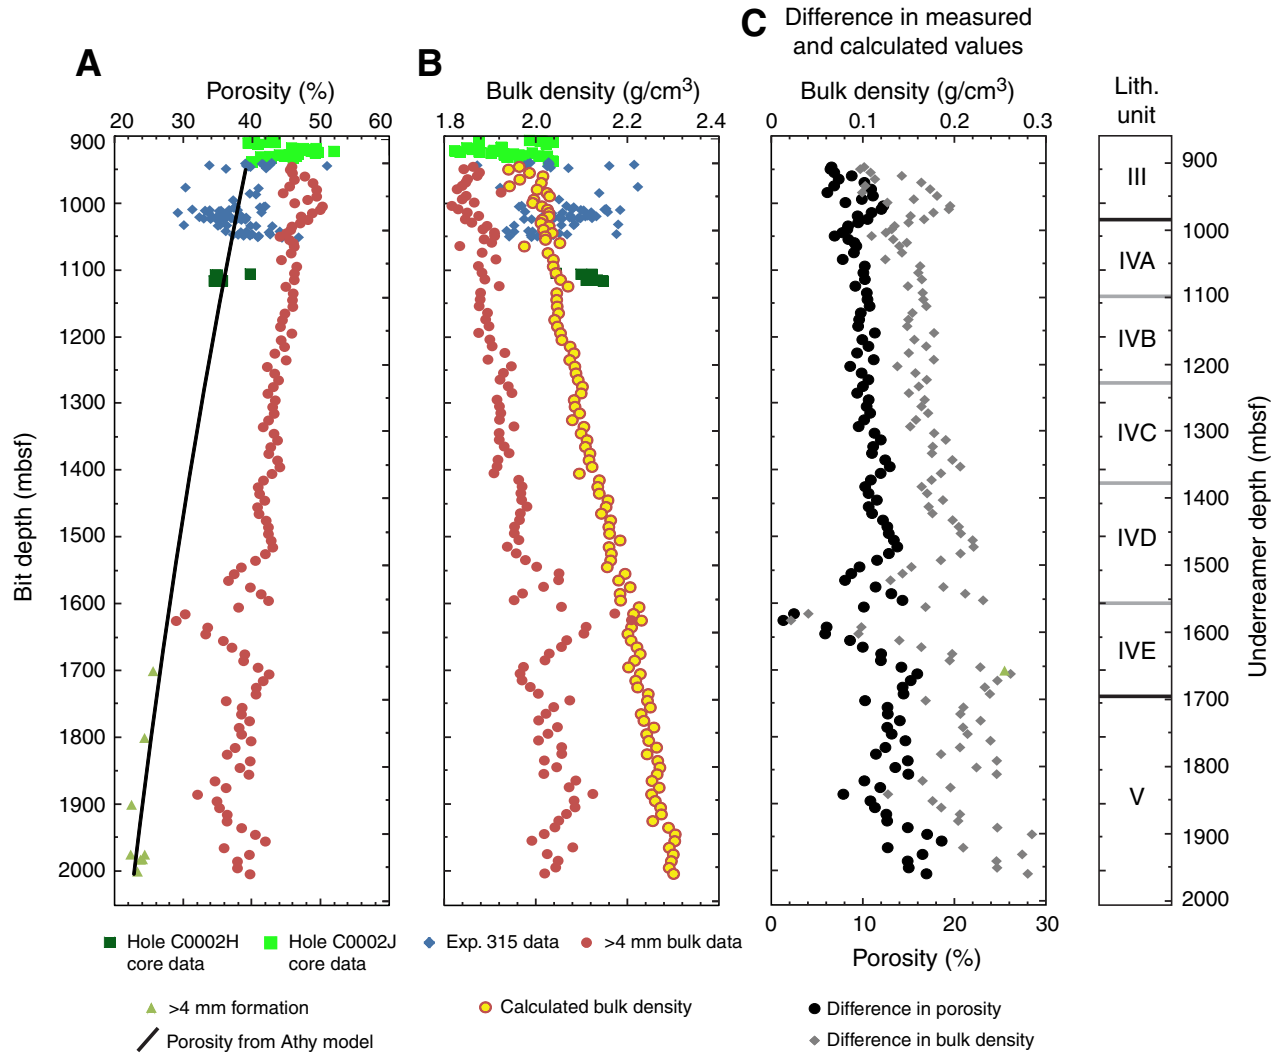 C Difference in measured
and calculated values
A
B
Porosity (%)
Bulk density (g/cm3)
Bulk density (g/cm3)
Lith.
unit
20 30 40 50 60
1.8 2.0 2.2 2.4
0 0.1 0.2 0.3
Bit depth (mbsf)
900
1000
1100
1200
1300
1400
1500
1600
1700
1800
1900
2000
III
IVA
IVB
IVC
IVD
IVE
V
900
1000
1100
1200
1300
1400
1500
1600
1700
1800
1900
2000
Underreamer depth (mbsf)
0 10 20 30
Porosity (%)
Hole C0002H
core data
Hole C0002J
core data
Exp. 315 data
>4 mm bulk data
>4 mm formation
Calculated bulk density
Difference in porosity
Porosity from Athy model
Difference in bulk density